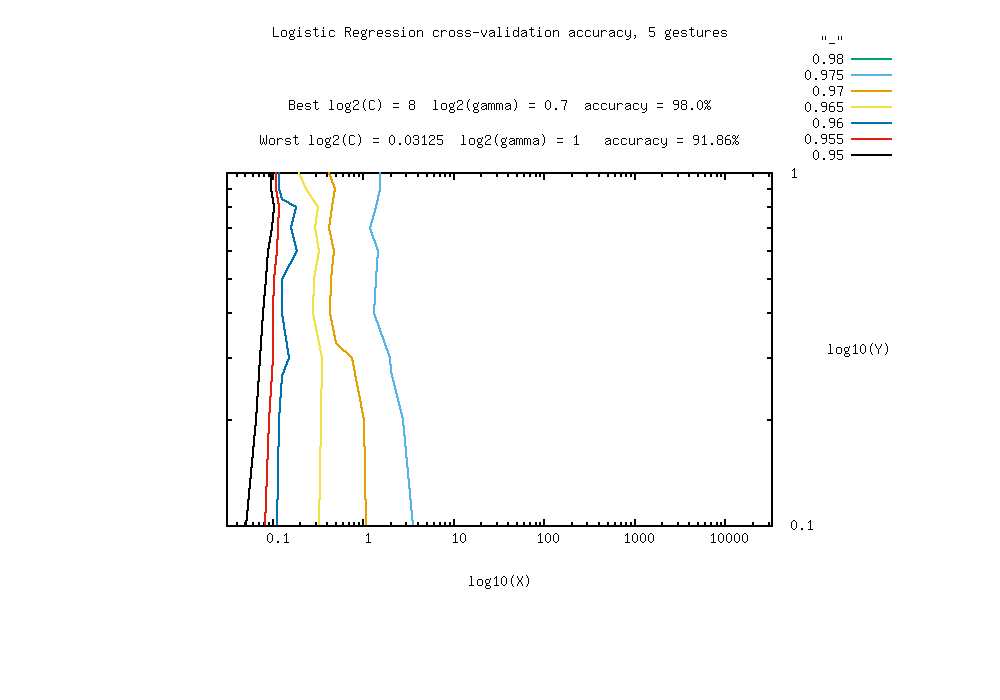 Logistic Regression cross-validation accuracy, 5 gestures
"_"
0.98
0.975
0.97
0.965
0.96
0.955
0.95
Best log2(C) = 8  log2(gamma) = 0.7  accuracy = 98.0%
Worst log2(C) = 0.03125  log2(gamma) = 1   accuracy = 91.86%
1
log10(Y)
0.1
0.1 1 10 100 1000 10000
log10(X)